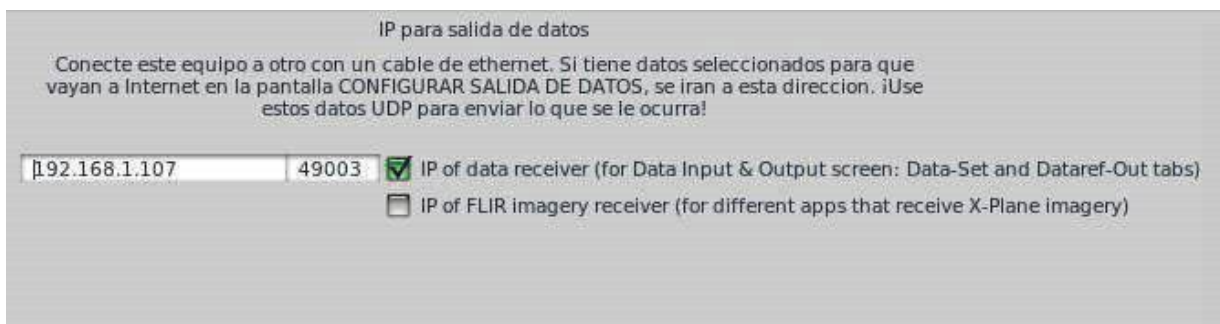 IP para salida de datos
Conecte este equipo a otro con un cable de ethernet. Si tiene datos seleccionados para que
vayan a Internet en la pantalla CONFIGURAR SALIDA DE DATOS, se iran a esta direccion. ¡Use
estos datos UDP para enviar lo que se le ocurra!
192.168.1.107 49003 IP of data receiver (for Data Input & Output screen: Data-Set and Dataref-Out tabs)
IP of FLIR imagery receiver (for different apps that receive X-Plane imagery)